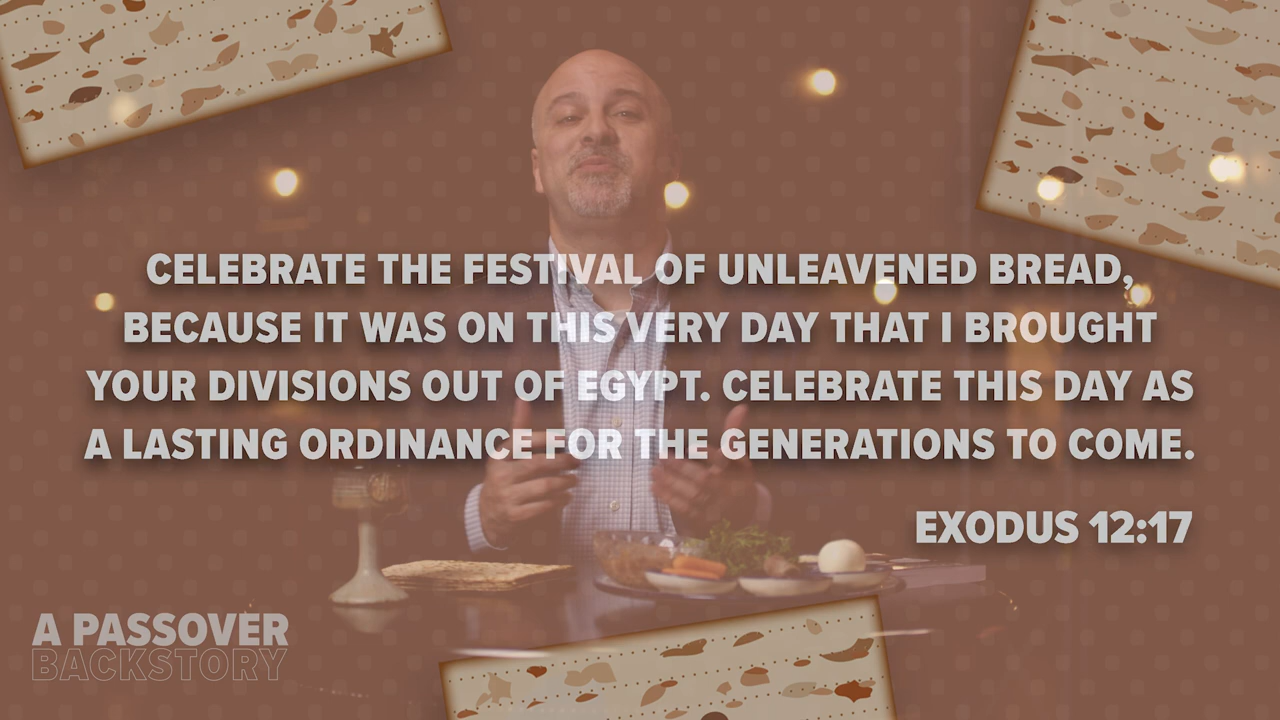 CELEBRATE THE FESTIVAL OF UNLEAVENED BREAD,
BECAUSE IT WAS ON THIS VERY DAY THAT I BROUGHT
YOUR DIVISIONS OUT OF EGYPT. CELEBRATE THIS DAY AS
A LASTING ORDINANCE FOR THE GENERATIONS TO COME.
EXODUS 12:17
A PASSOVER
BACKSTORY